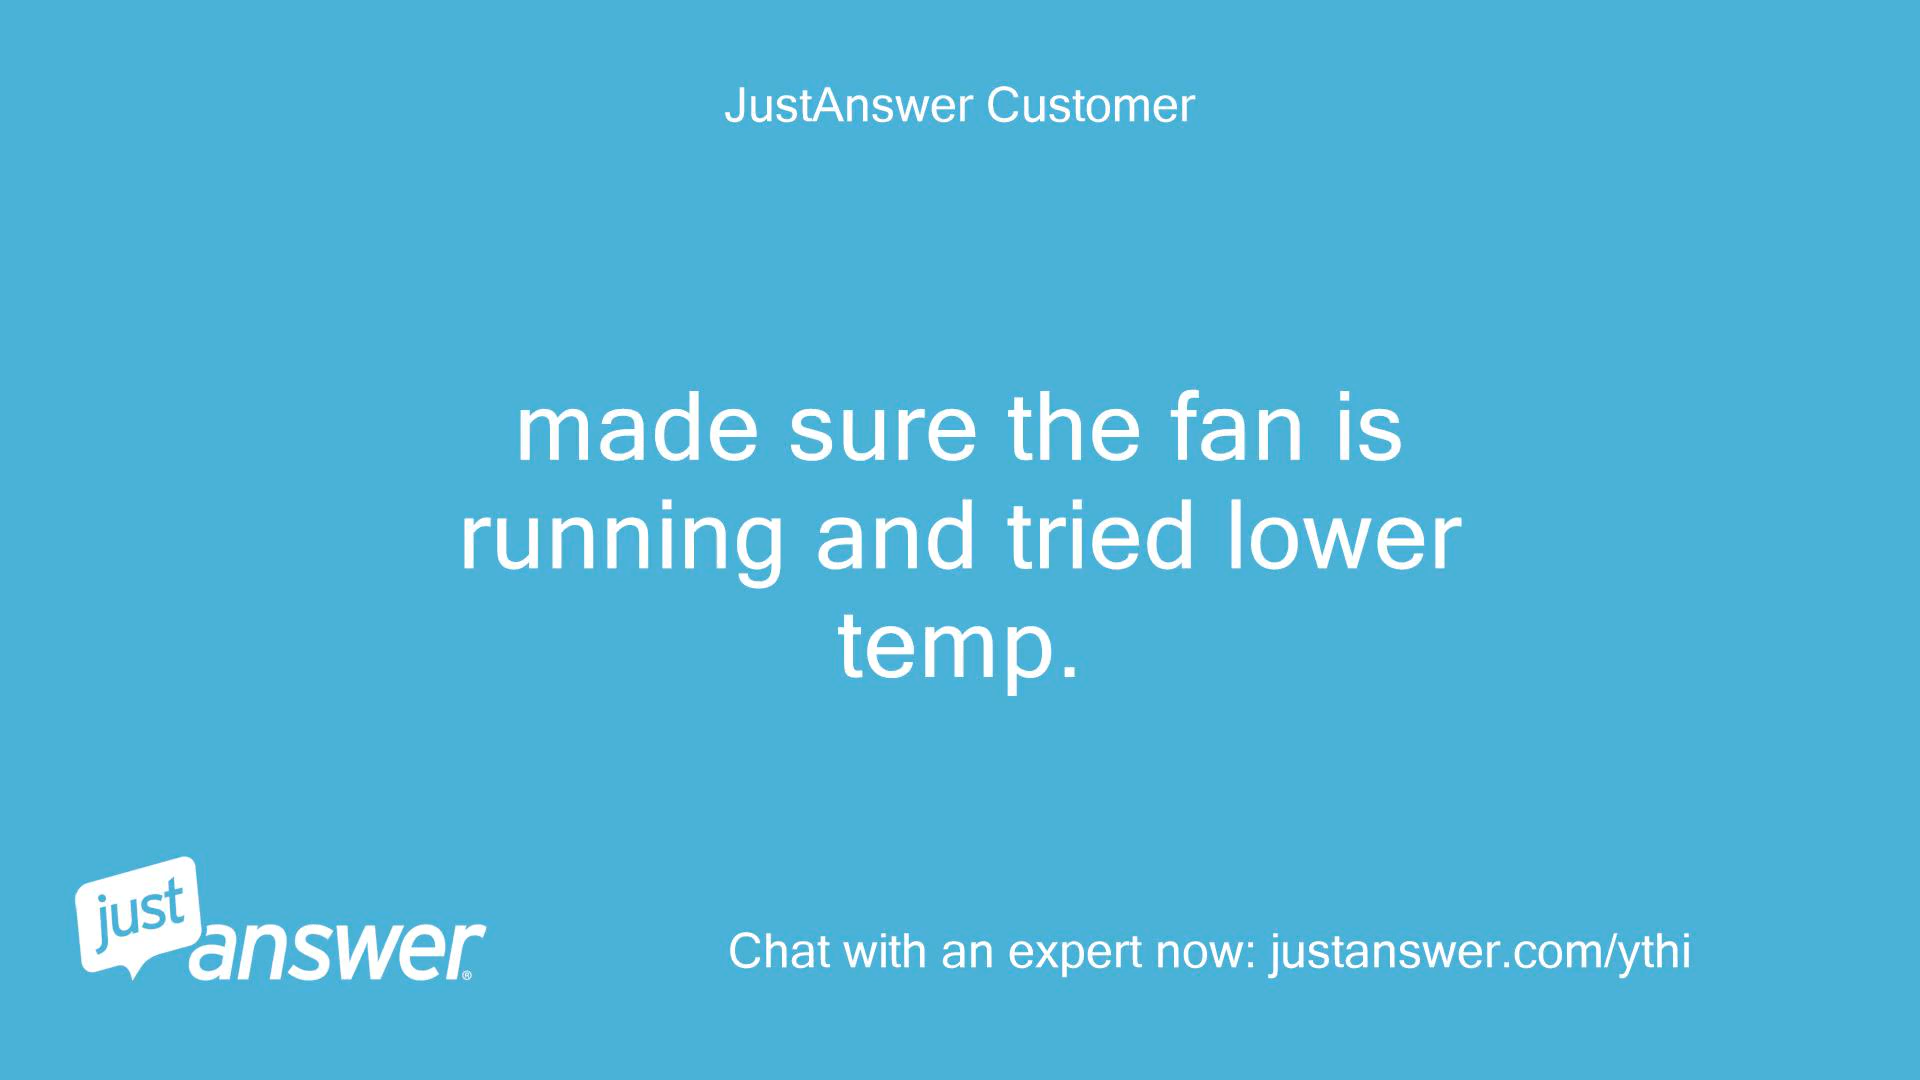 JustAnswer Customer
made sure the fan is
running and tried lower
temp.
just
answer®
Chat with an expert now: justanswer.com/ythi